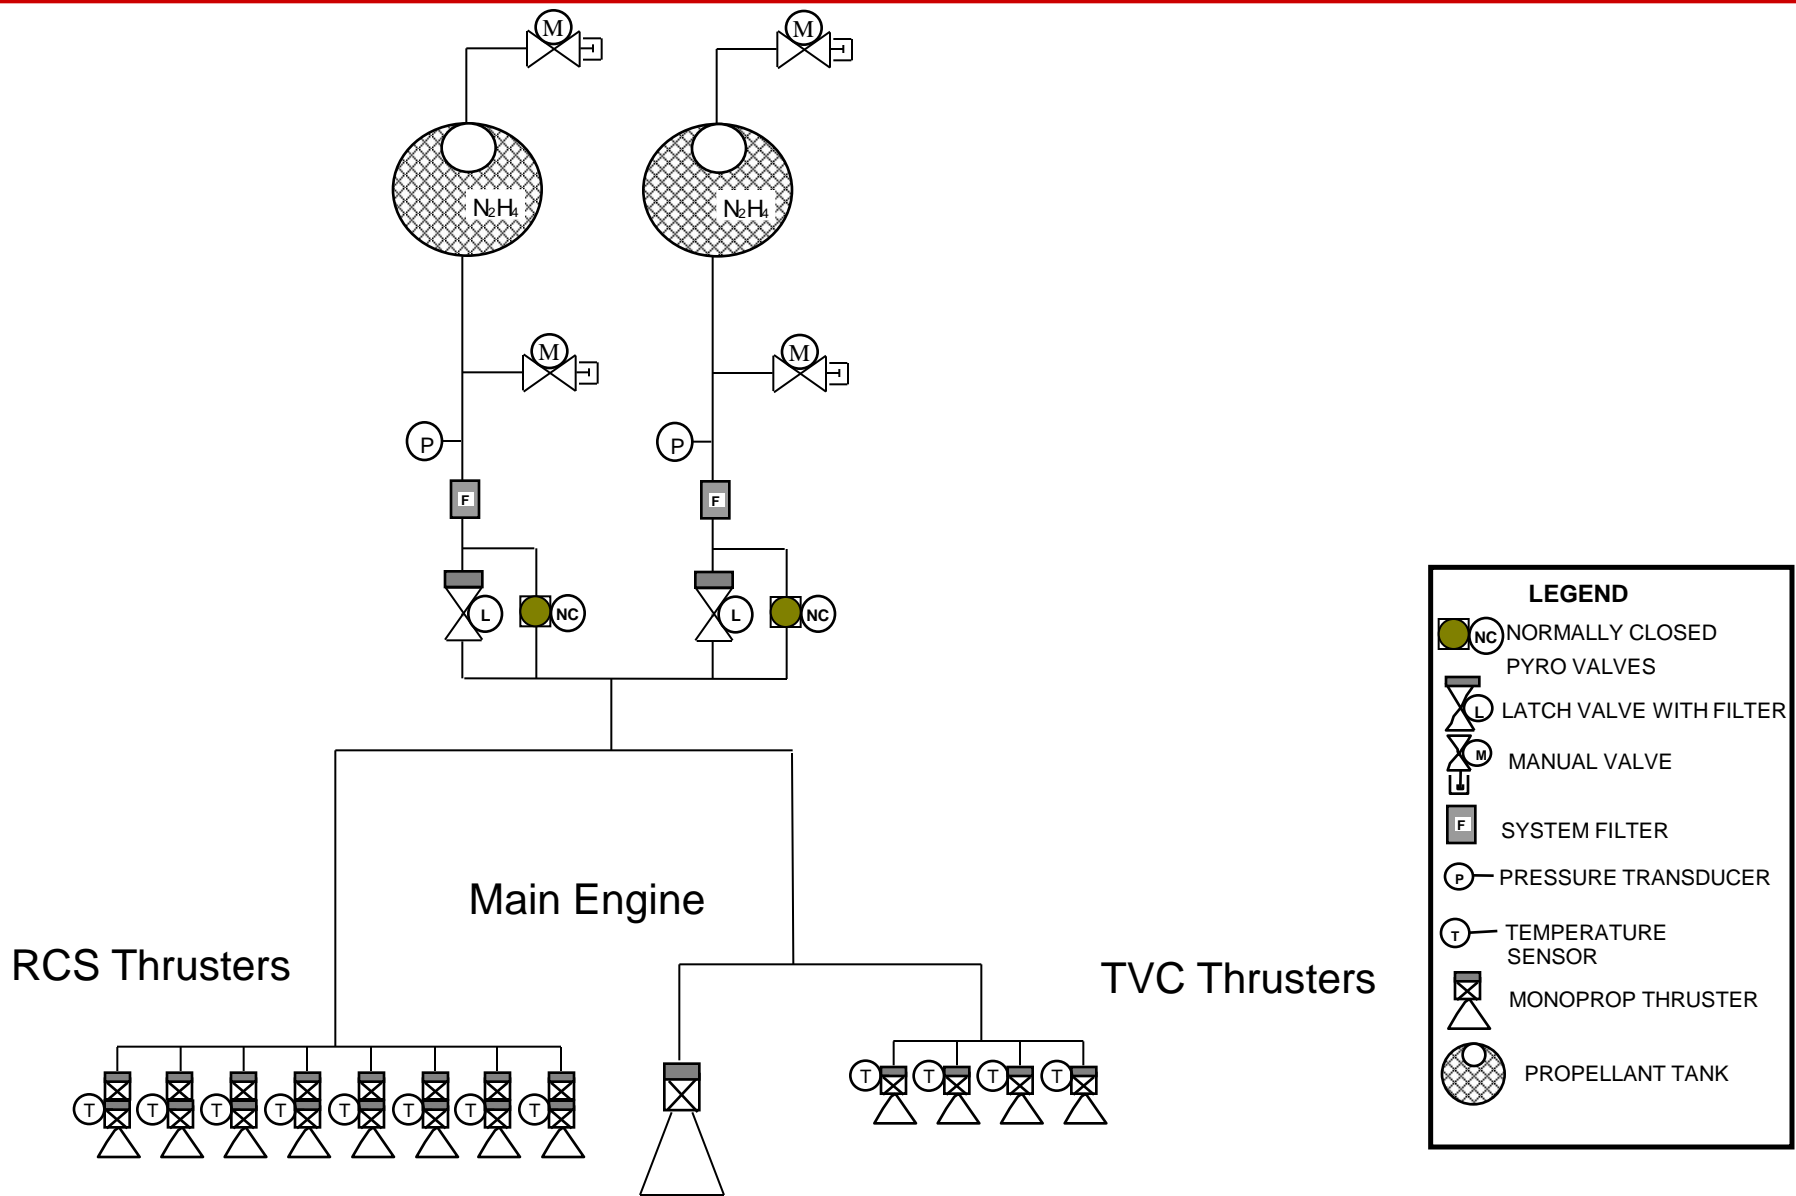 M M
N₂H₄ N₂H₄
M M
P P
F F
L NC L NC
LEGEND
NC NORMALLY CLOSED
PYRO VALVES
L LATCH VALVE WITH FILTER
M MANUAL VALVE
F SYSTEM FILTER
P PRESSURE TRANSDUCER
T TEMPERATURE
SENSOR
MONOPROP THRUSTER
PROPELLANT TANK
Main Engine
RCS Thrusters
TVC Thrusters
T T T T
T T T T T T T T